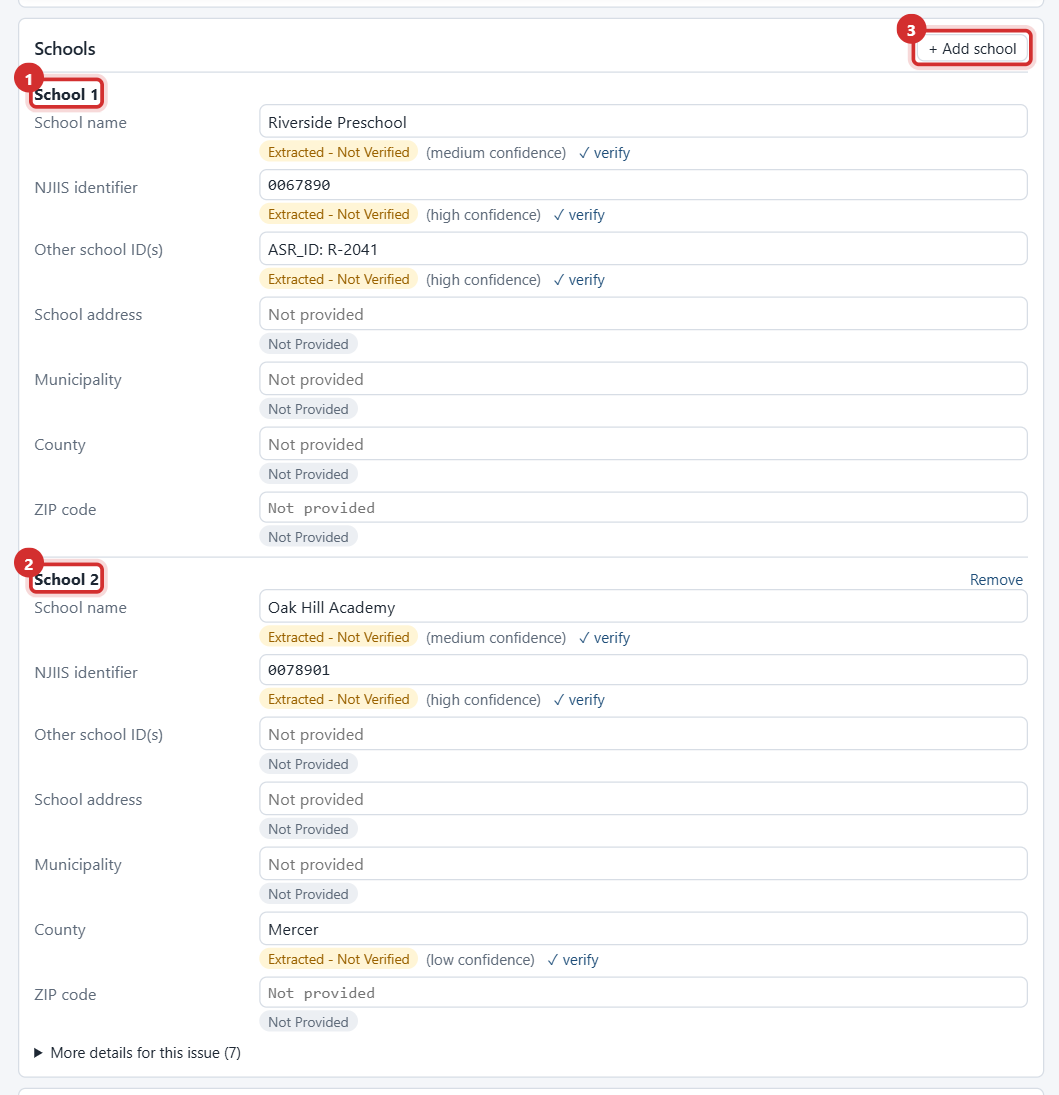 Schools
3
+ Add school
1
School 1
School name
Riverside Preschool
Extracted - Not Verified (medium confidence) ✓ verify
NJIIS identifier
0067890
Extracted - Not Verified (high confidence) ✓ verify
Other school ID(s)
ASR_ID: R-2041
Extracted - Not Verified (high confidence) ✓ verify
School address
Not provided
Not Provided
Municipality
Not provided
Not Provided
County
Not provided
Not Provided
ZIP code
Not provided
Not Provided
2
School 2
Remove
School name
Oak Hill Academy
Extracted - Not Verified (medium confidence) ✓ verify
NJIIS identifier
0078901
Extracted - Not Verified (high confidence) ✓ verify
Other school ID(s)
Not provided
Not Provided
School address
Not provided
Not Provided
Municipality
Not provided
Not Provided
County
Mercer
Extracted - Not Verified (low confidence) ✓ verify
ZIP code
Not provided
Not Provided
▶ More details for this issue (7)